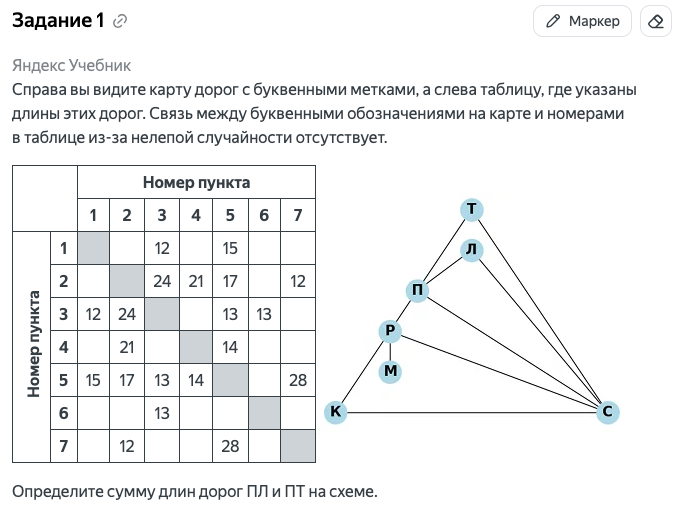 Задание 1
Маркер
Яндекс Учебник
Справа вы видите карту дорог с буквенными метками, а слева таблицу, где указаны
длины этих дорог. Связь между буквенными обозначениями на карте и номерами
в таблице из-за нелепой случайности отсутствует.
Номер пункта
1 2 3 4 5 6 7
Номер пункта
1 12 15
2 24 21 17 12
3 12 24 13 13
4 21 14
5 15 17 13 14 28
6 13
7 12 28
Т
Л
П
Р
М
К
С
Определите сумму длин дорог ПЛ и ПТ на схеме.